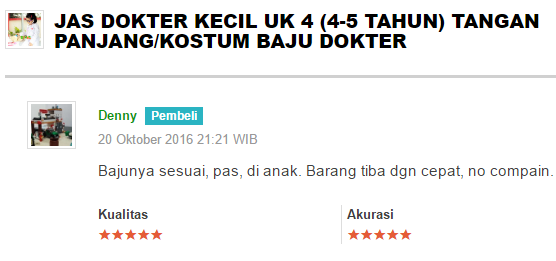 JAS DOKTER KECIL UK 4 (4-5 TAHUN) TANGAN
PANJANG/KOSTUM BAJU DOKTER
Denny Pembeli
20 Oktober 2016 21:21 WIB
Bajunya sesuai, pas, di anak. Barang tiba dgn cepat, no compain.
Kualitas Akurasi